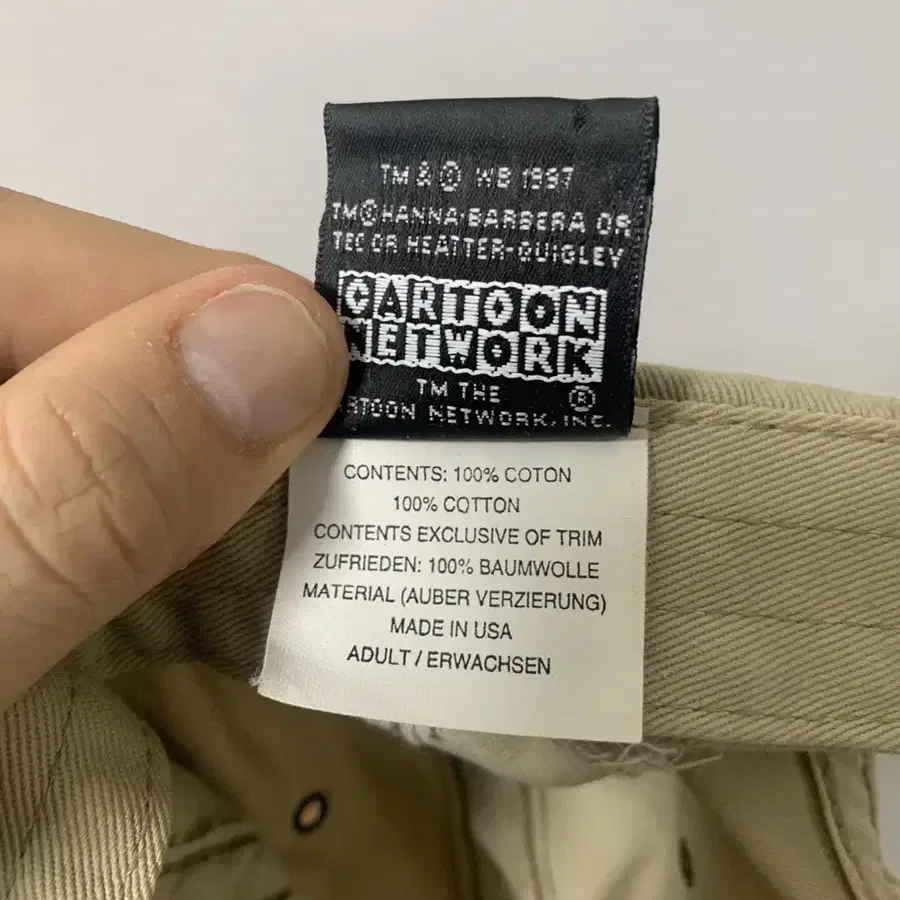 TM & © WB 1997
TM © HANNA-BARBERA OR
TEC OR HEATTER-QUIGLEY
CARTOON
NETWORK
TM THE ®
CARTOON NETWORK, INC.
CONTENTS: 100% COTON
100% COTTON
CONTENTS EXCLUSIVE OF TRIM
ZUFRIEDEN: 100% BAUMWOLLE
MATERIAL (AUBER VERZIERUNG)
MADE IN USA
ADULT / ERWACHSEN